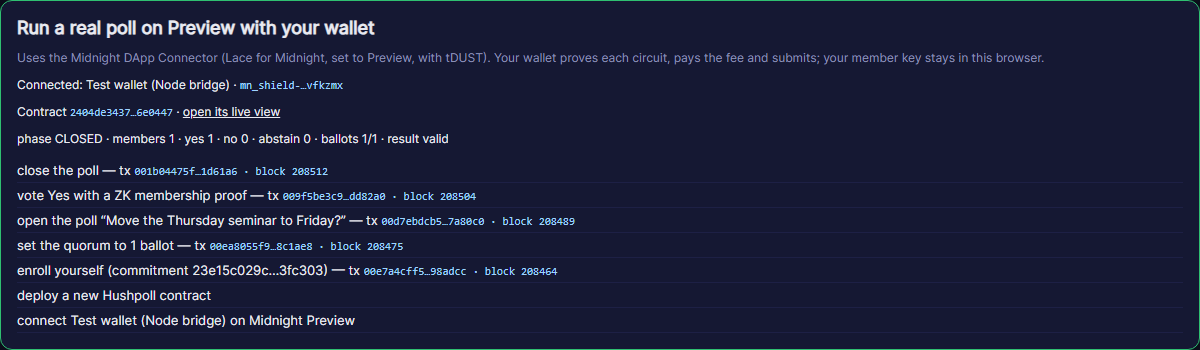 Run a real poll on Preview with your wallet
Uses the Midnight DApp Connector (Lace for Midnight, set to Preview, with tDUST). Your wallet proves each circuit, pays the fee and submits; your member key stays in this browser.
Connected: Test wallet (Node bridge) · mn_shield-…vfkzmx
Contract 2404de3437…6e0447 · open its live view
phase CLOSED · members 1 · yes 1 · no 0 · abstain 0 · ballots 1/1 · result valid
close the poll — tx 001b04475f…1d61a6 · block 208512
vote Yes with a ZK membership proof — tx 009f5be3c9…dd82a0 · block 208504
open the poll “Move the Thursday seminar to Friday?” — tx 00d7ebdcb5…7a80c0 · block 208489
set the quorum to 1 ballot — tx 00ea8055f9…8c1ae8 · block 208475
enroll yourself (commitment 23e15c029c…3fc303) — tx 00e7a4cff5…98adcc · block 208464
deploy a new Hushpoll contract
connect Test wallet (Node bridge) on Midnight Preview